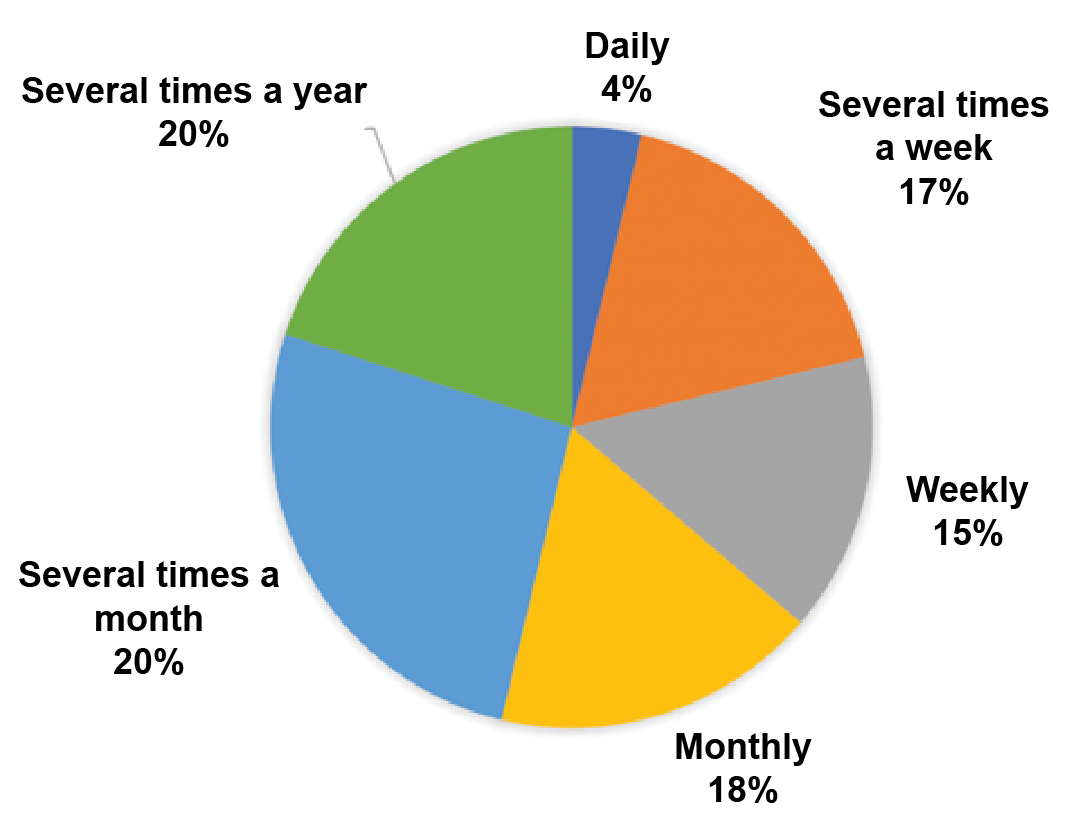 Daily
4%
Several times
a week
17%
Weekly
15%
Monthly
18%
Several times a
month
20%
Several times a year
20%